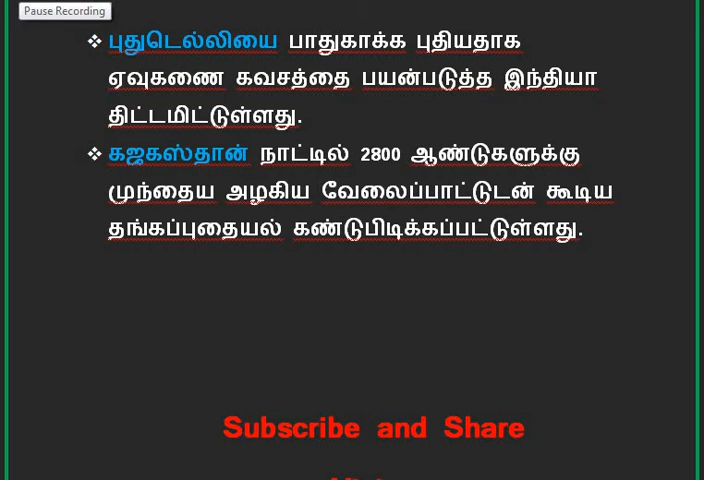 Pause Recording
❖ புதுடெல்லியை பாதுகாக்க புதியதாக
ஏவுகணை கவசத்தை பயன்படுத்த இந்தியா
திட்டமிட்டுள்ளது.
❖ கஜகஸ்தான் நாட்டில் 2800 ஆண்டுகளுக்கு
முந்தைய அழகிய வேலைப்பாட்டுடன் கூடிய
தங்கப்புதையல் கண்டுபிடிக்கப்பட்டுள்ளது.
Subscribe and Share